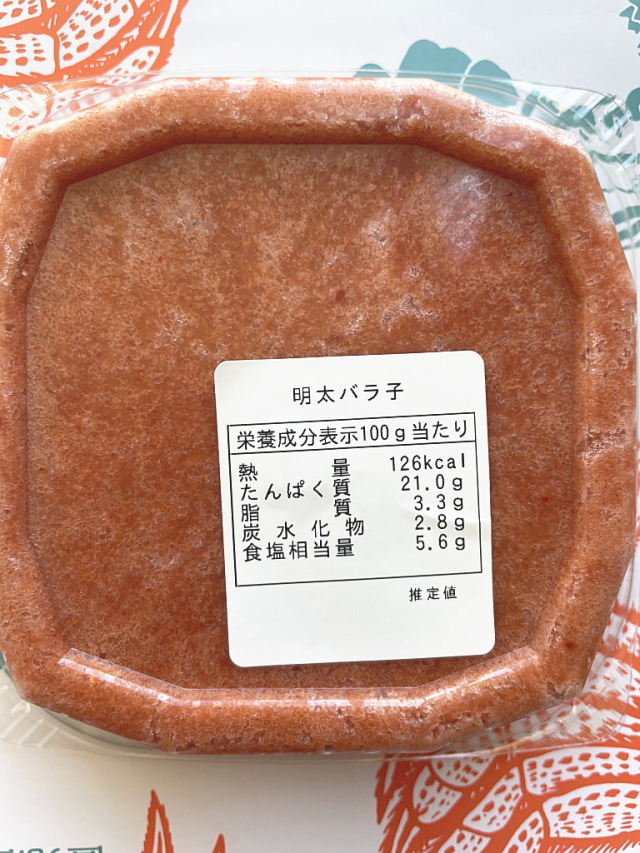 明太バラ子
栄養成分表示100g当たり
熱量 126kcal
たんぱく質 21.0g
脂質 3.3g
炭水化物 2.8g
食塩相当量 5.6g
推定値